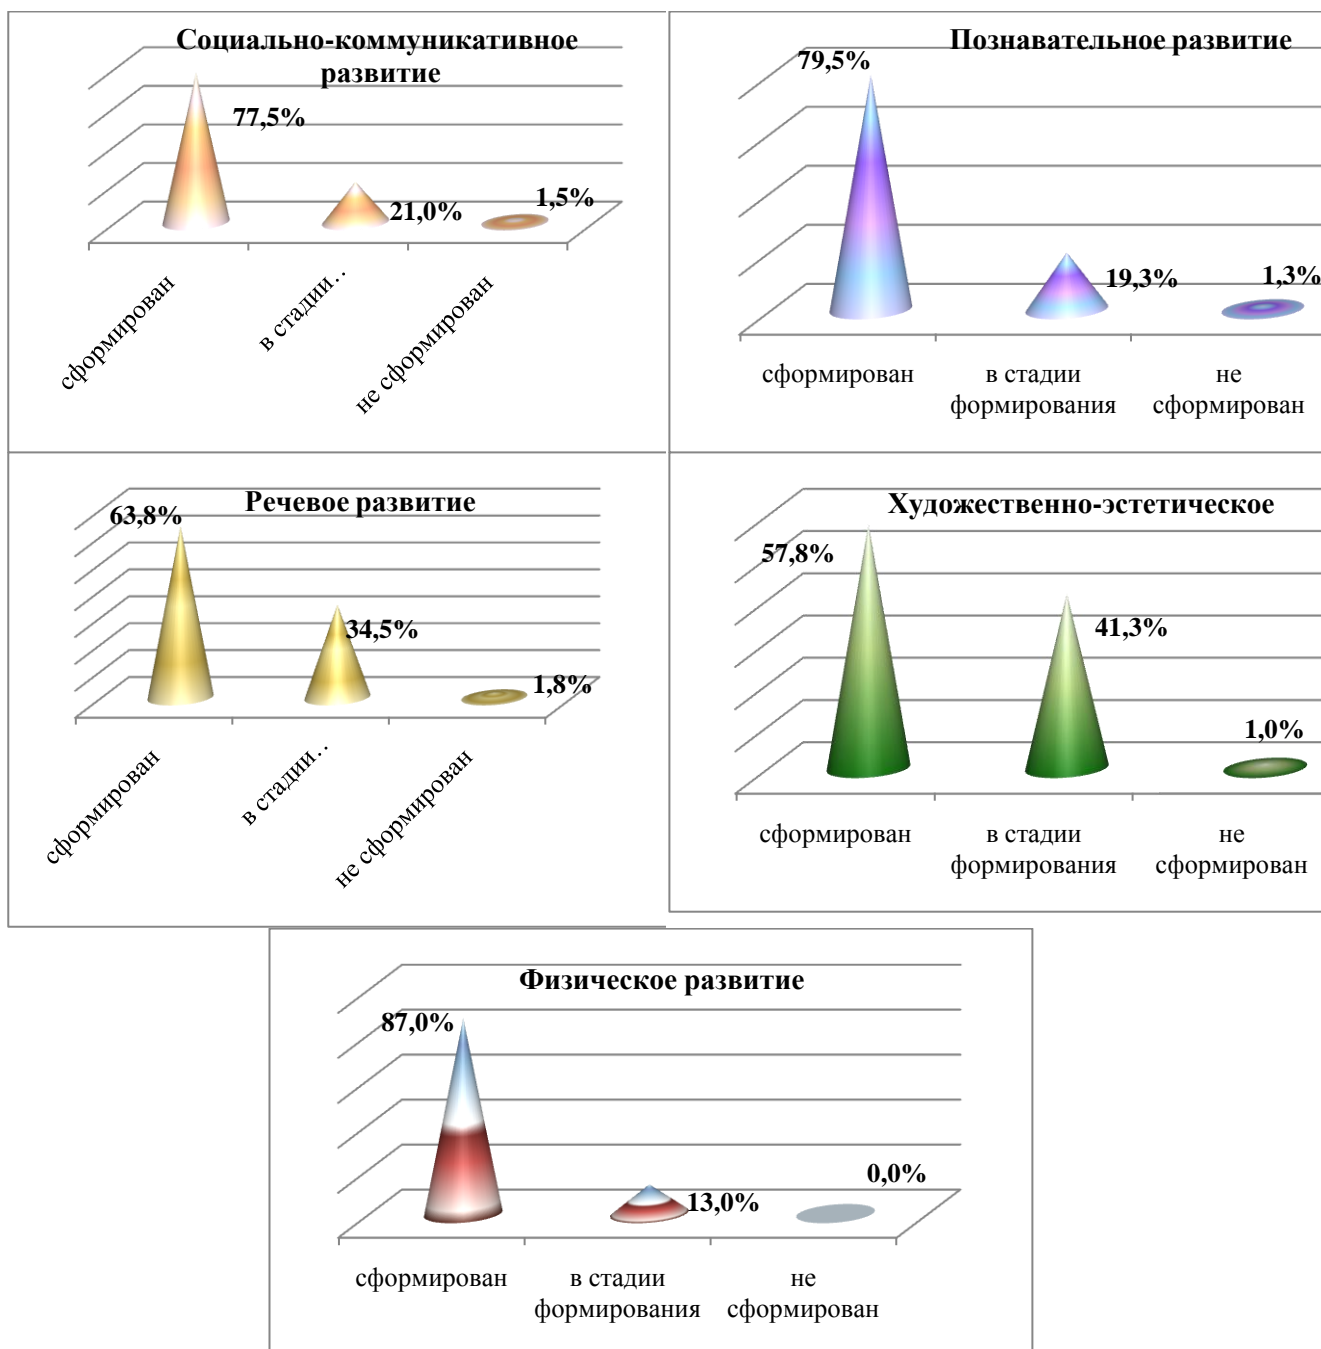 Социально-коммуникативное
развитие
77,5%
21,0%
1,5%
сформирован
в стадии…
не сформирован
Познавательное развитие
79,5%
19,3%
1,3%
сформирован
в стадии
формирования
не
сформирован
Речевое развитие
63,8%
34,5%
1,8%
сформирован
в стадии…
не сформирован
Художественно-эстетическое
57,8%
41,3%
1,0%
сформирован
в стадии
формирования
не
сформирован
Физическое развитие
87,0%
13,0%
0,0%
сформирован
в стадии
формирования
не
сформирован